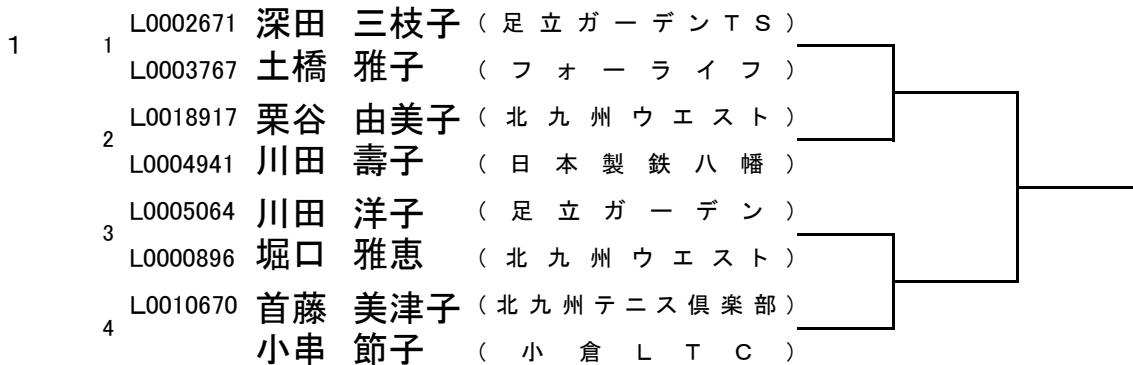 L0002671 深田 三枝子 (足立ガーデンTS)
1 1
L0003767 土橋 雅子 (フォーライフ)
L0018917 栗谷 由美子 (北九州ウエスト)
2
L0004941 川田 壽子 (日本製鉄八幡)
L0005064 川田 洋子 (足立ガーデン)
3
L0000896 堀口 雅恵 (北九州ウエスト)
L0010670 首藤 美津子 (北九州テニス倶楽部)
4
小串 節子 (小倉LTC)